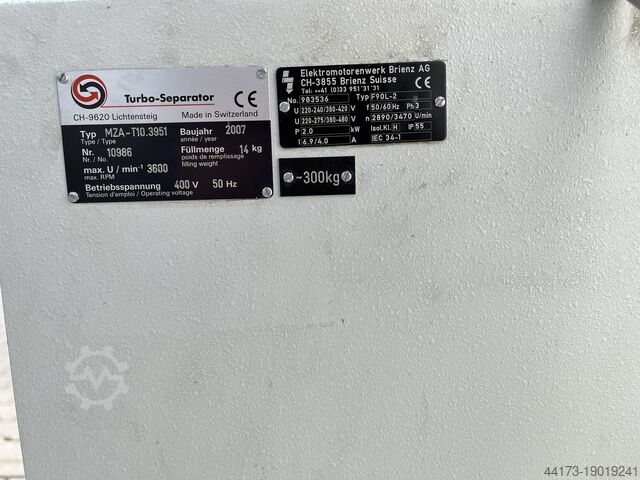 Turbo-Separator
CE
CH-9620 Lichtensteig Made in Switzerland
Typ MZA-T10.3951 Baujahr 2007
Type / Type année / year
Nr. 10986 Füllmenge 14 kg
Nr. / No. poids de remplissage
max. U / min⁻¹ 3600 filling weight
max. RPM
Betriebsspannung 400 V 50 Hz
Tension d'emploi / Operating voltage
Elektromotorenwerk Brienz AG
CH-3855 Brienz Suisse CE
Tel: ++41 (0)33 951'31'31
No. 983536 Typ F90L-2
U 220-240/380-420 V f 50/60 Hz Ph 3
U 220-275/380-480 V n 2890/3470 U/min
P 2.0 kW Isol.Kl. H IP 55
I 6.9/4.0 A IEC 34-1
~300kg
Machineseeker
44173-19019241